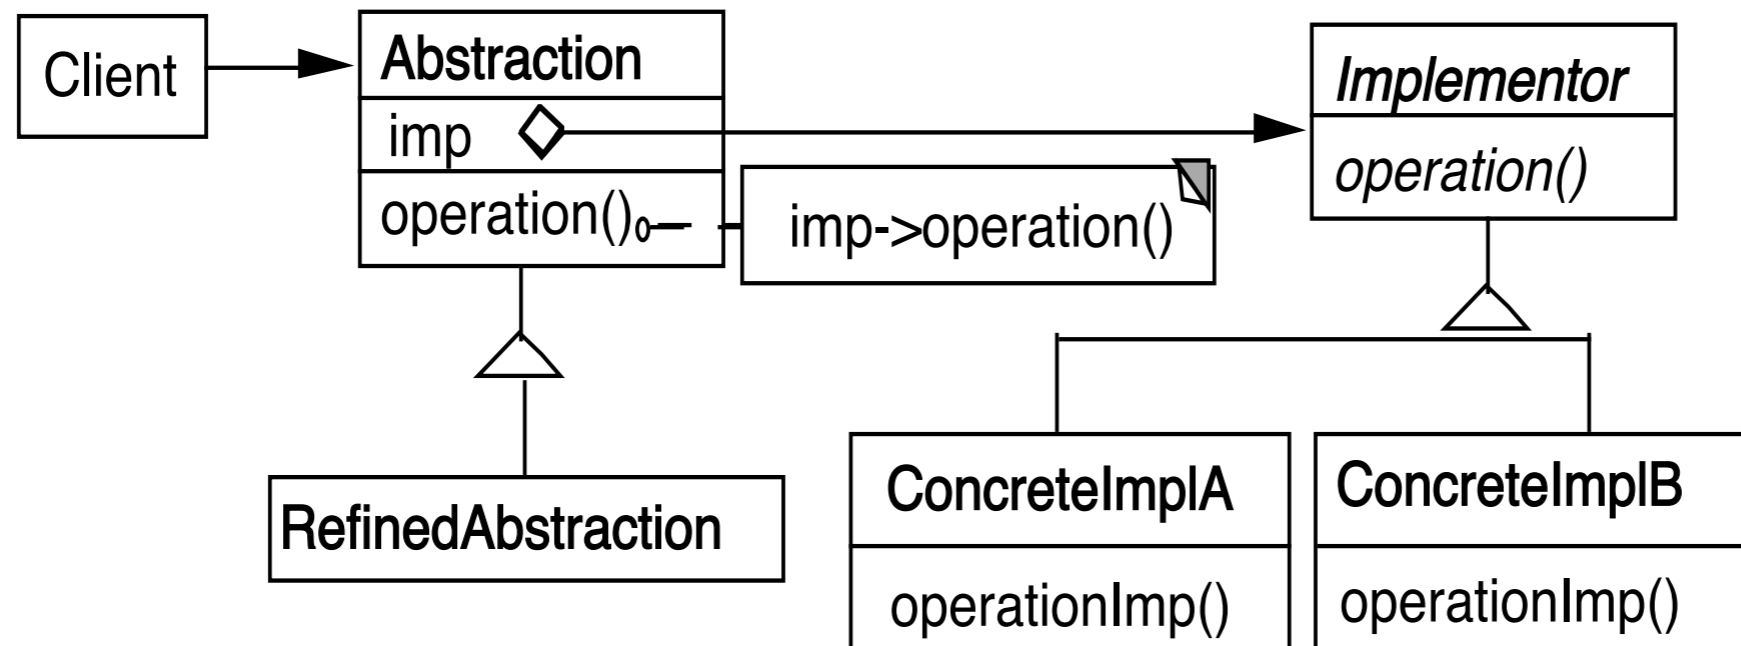 Client
Abstraction
imp
operation()
imp->operation()
Implementor
operation()
RefinedAbstraction
ConcreteImplA
operationImp()
ConcreteImplB
operationImp()